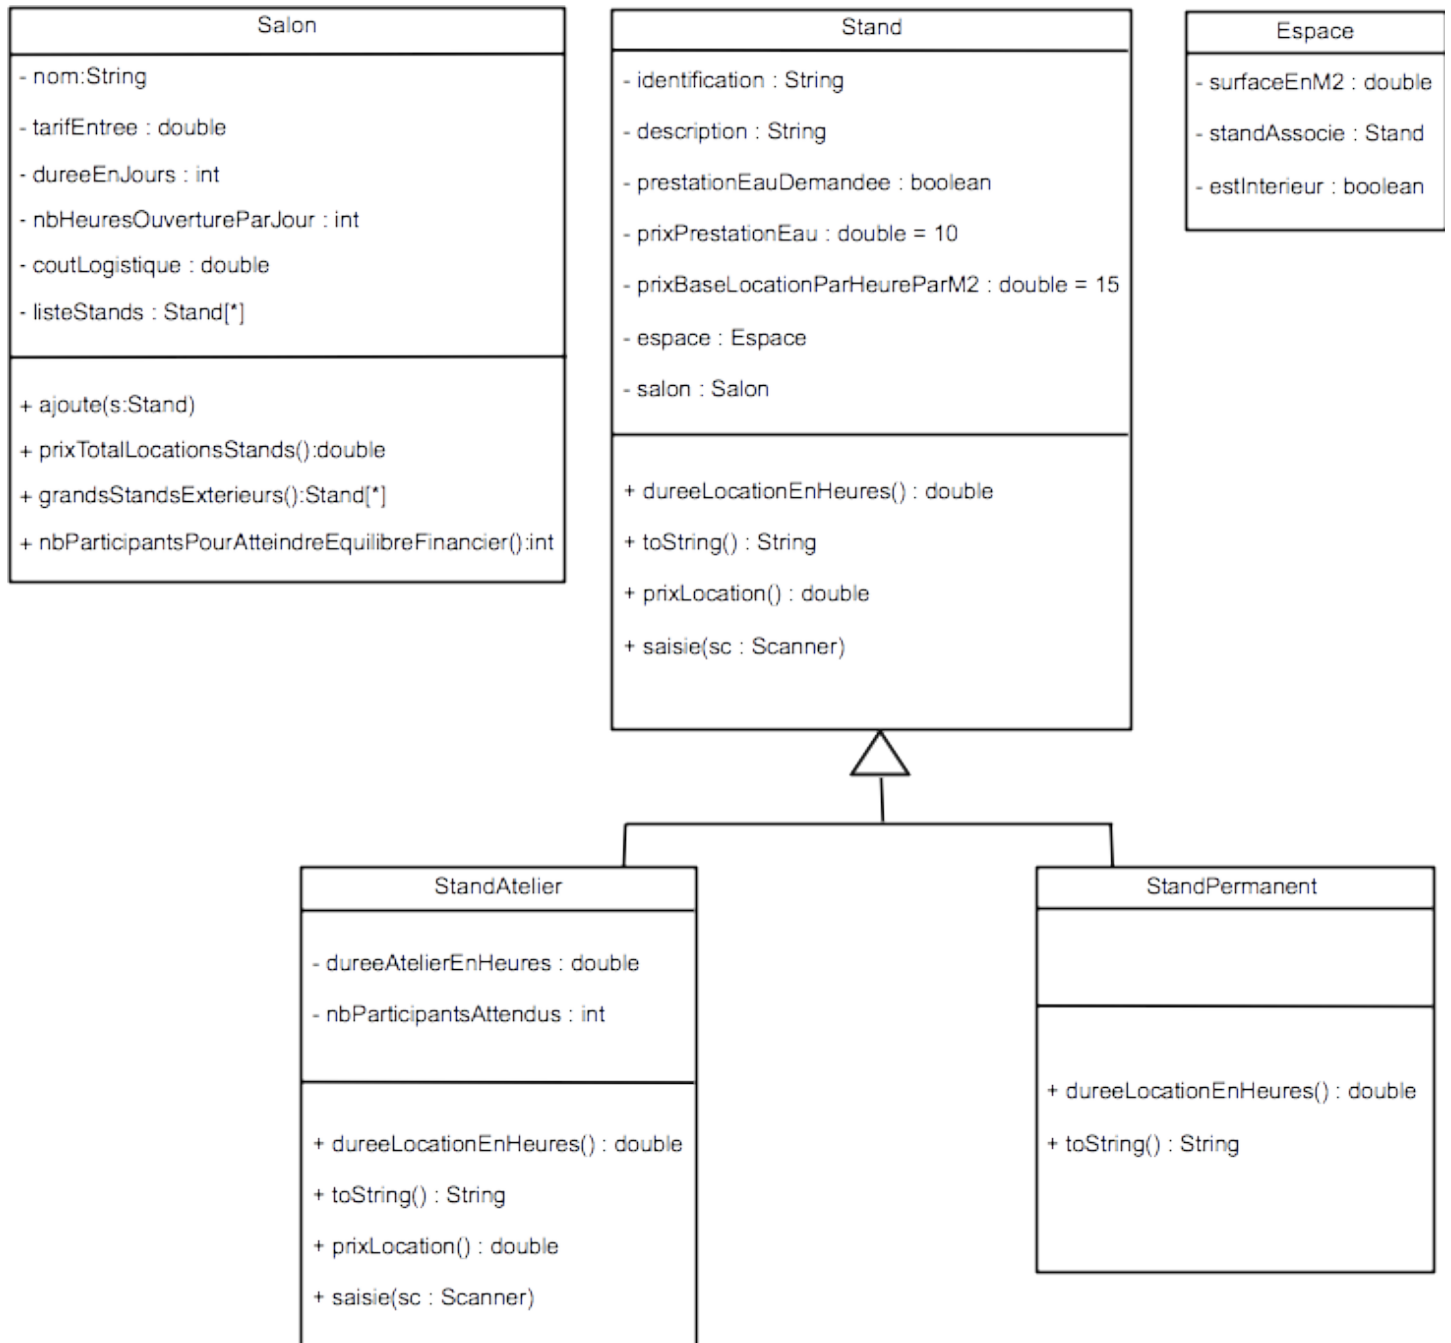 Salon
- nom:String
- tarifEntree : double
- dureeEnJours : int
- nbHeuresOuvertureParJour : int
- coutLogistique : double
- listeStands : Stand[*]
+ ajoute(s:Stand)
+ prixTotalLocationsStands():double
+ grandsStandsExterieurs():Stand[*]
+ nbParticipantsPourAtteindreEquilibreFinancier():int
Stand
- identification : String
- description : String
- prestationEauDemandee : boolean
- prixPrestationEau : double = 10
- prixBaseLocationParHeureParM2 : double = 15
- espace : Espace
- salon : Salon
+ dureeLocationEnHeures() : double
+ toString() : String
+ prixLocation() : double
+ saisie(sc : Scanner)
Espace
- surfaceEnM2 : double
- standAssocie : Stand
- estInterieur : boolean
StandAtelier
- dureeAtelierEnHeures : double
- nbParticipantsAttendus : int
+ dureeLocationEnHeures() : double
+ toString() : String
+ prixLocation() : double
+ saisie(sc : Scanner)
StandPermanent
+ dureeLocationEnHeures() : double
+ toString() : String